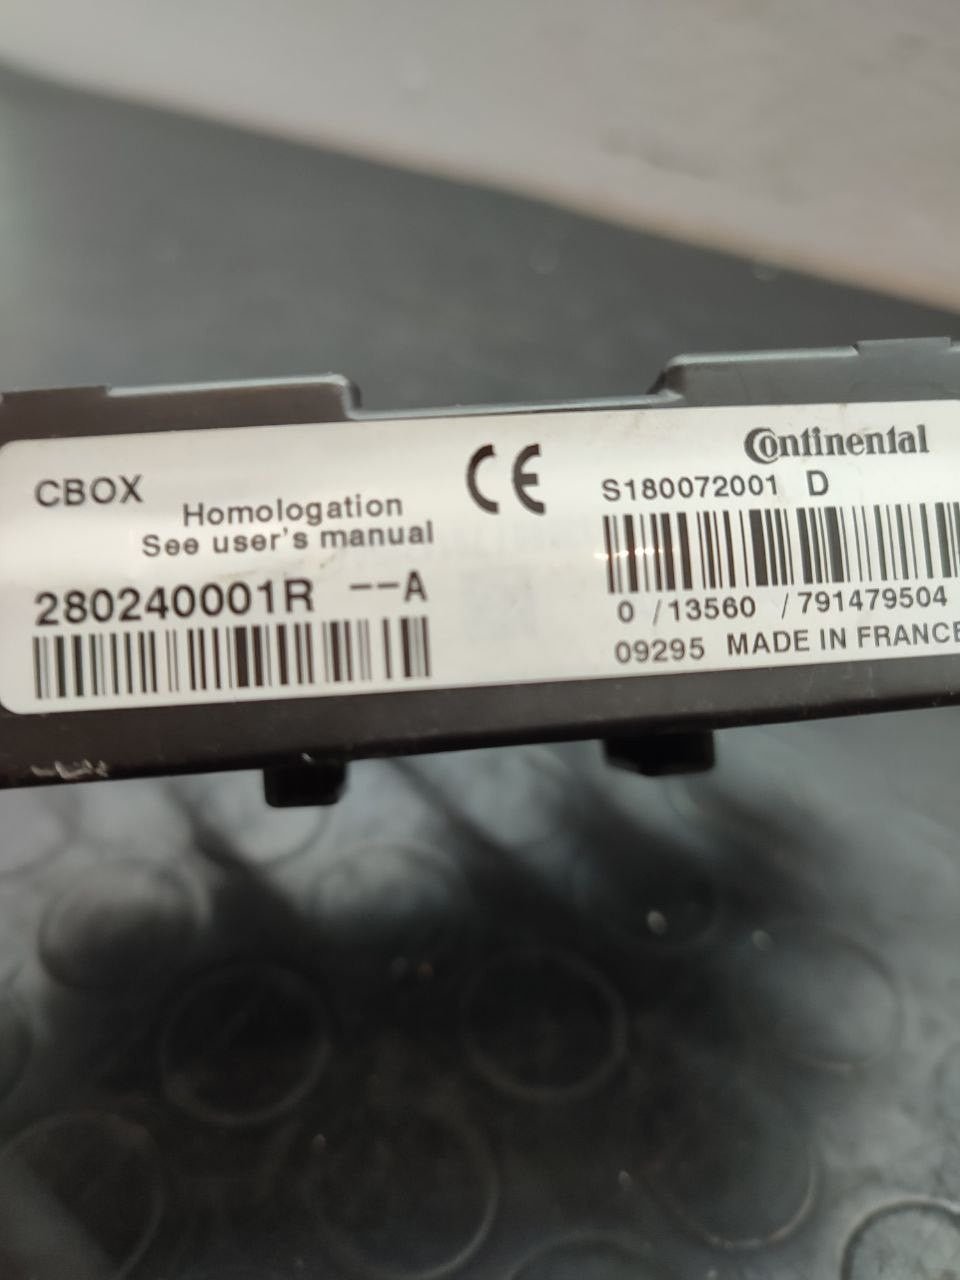 CBOX
Homologation
See user's manual
280240001R --A
CE
Continental
S180072001 D
0 /13560 /791479504
09295 MADE IN FRANCE